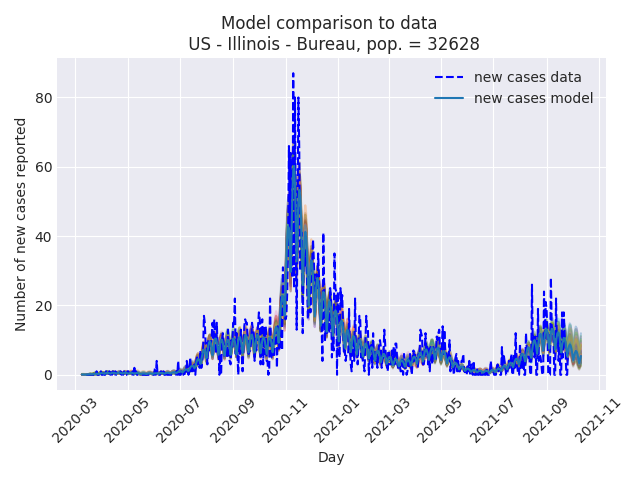 Model comparison to data
US - Illinois - Bureau, pop. = 32628
new cases data
new cases model
Number of new cases reported
80
60
40
20
0
2020-03
2020-05
2020-07
2020-09
2020-11
2021-01
2021-03
2021-05
2021-07
2021-09
2021-11
Day